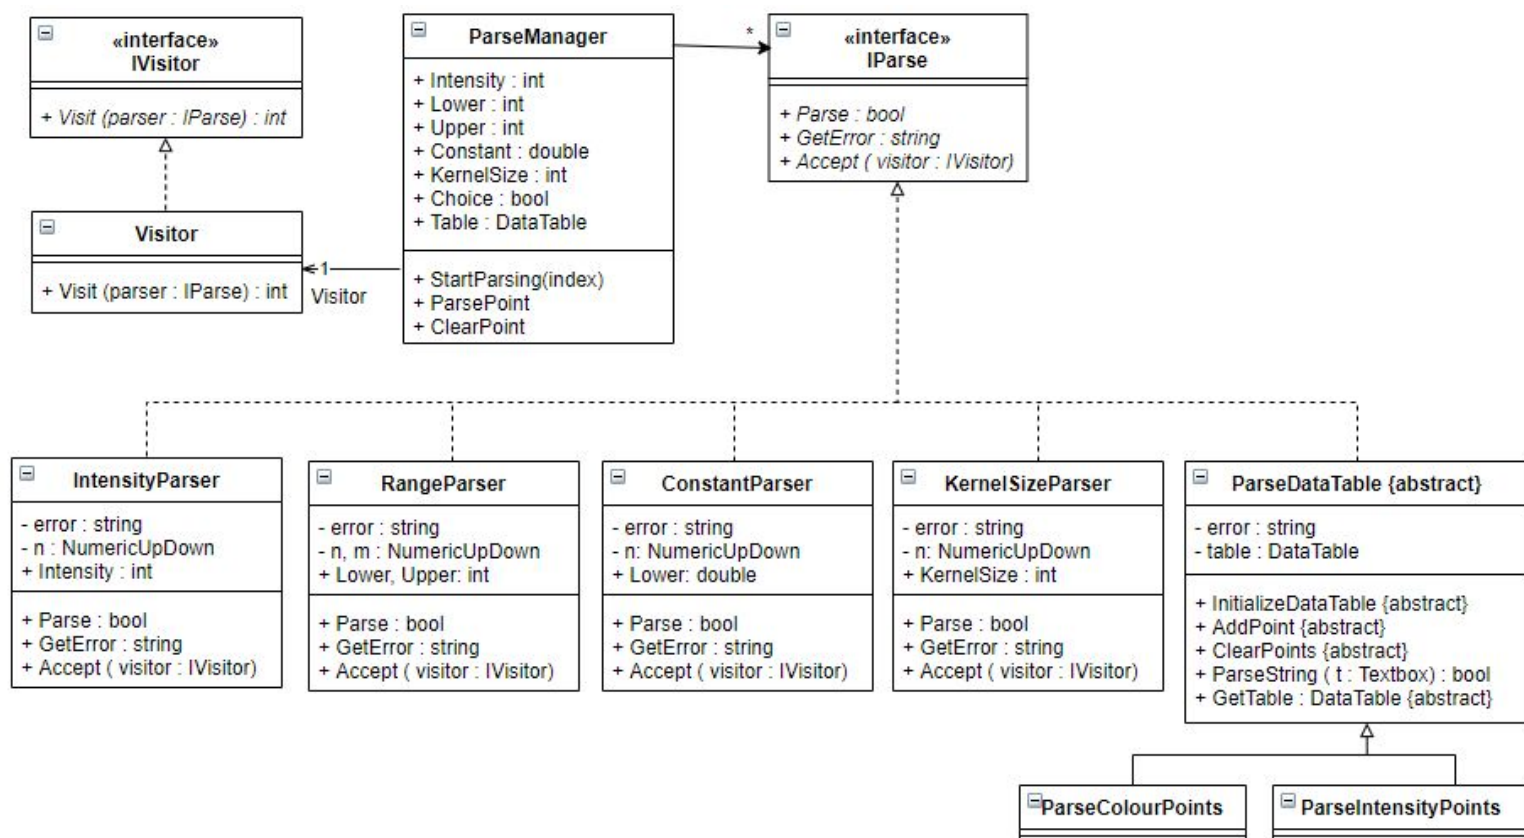 «interface»
IVisitor
+ Visit (parser : IParse) : int
Visitor
+ Visit (parser : IParse) : int
1
Visitor
ParseManager
+ Intensity : int
+ Lower : int
+ Upper : int
+ Constant : double
+ KernelSize : int
+ Choice : bool
+ Table : DataTable
+ StartParsing(index)
+ ParsePoint
+ ClearPoint
*
«interface»
IParse
+ Parse : bool
+ GetError : string
+ Accept ( visitor : IVisitor)
IntensityParser
- error : string
- n : NumericUpDown
+ Intensity : int
+ Parse : bool
+ GetError : string
+ Accept ( visitor : IVisitor)
RangeParser
- error : string
- n, m : NumericUpDown
+ Lower, Upper: int
+ Parse : bool
+ GetError : string
+ Accept ( visitor : IVisitor)
ConstantParser
- error : string
- n: NumericUpDown
+ Lower: double
+ Parse : bool
+ GetError : string
+ Accept ( visitor : IVisitor)
KernelSizeParser
- error : string
- n: NumericUpDown
+ KernelSize : int
+ Parse : bool
+ GetError : string
+ Accept ( visitor : IVisitor)
ParseDataTable {abstract}
- error : string
- table : DataTable
+ InitializeDataTable {abstract}
+ AddPoint {abstract}
+ ClearPoints {abstract}
+ ParseString ( t : Textbox) : bool
+ GetTable : DataTable {abstract}
ParseColourPoints
ParseIntensityPoints